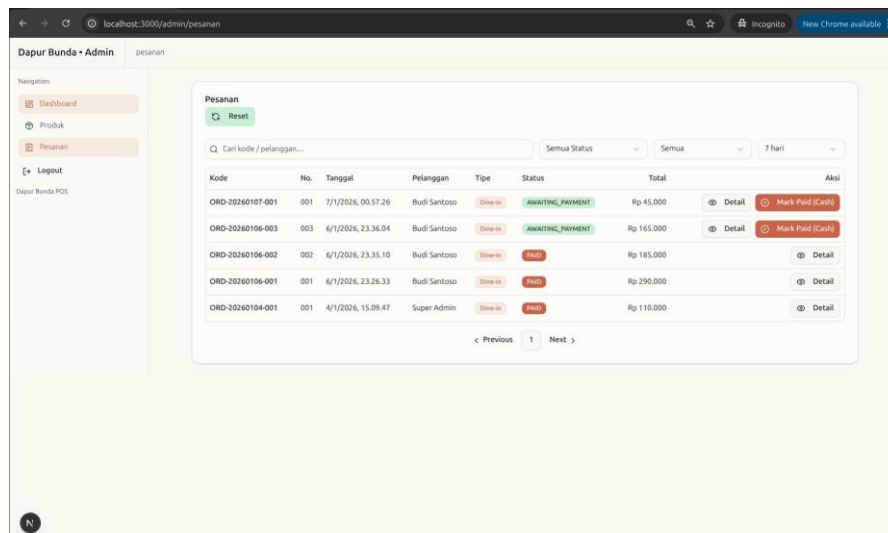 localhost:3000/admin/pesanan
Incognito
New Chrome available
Dapur Bunda • Admin
pesanan
Navigation
Dashboard
Produk
Pesanan
Logout
Dapur Bunda POS
Pesanan
Reset
Cari kode / pelanggan...
Semua Status
Semua
7 hari
Kode No. Tanggal Pelanggan Tipe Status Total Aksi
ORD-20260107-001 001 7/1/2026, 00.57.26 Budi Santoso Dine-in AWAITING_PAYMENT Rp 45.000 Detail Mark Paid (Cash)
ORD-20260106-003 003 6/1/2026, 23.36.04 Budi Santoso Dine-in AWAITING_PAYMENT Rp 165.000 Detail Mark Paid (Cash)
ORD-20260106-002 002 6/1/2026, 23.35.10 Budi Santoso Dine-in PAID Rp 185.000 Detail
ORD-20260106-001 001 6/1/2026, 23.26.33 Budi Santoso Dine-in PAID Rp 290.000 Detail
ORD-20260104-001 001 4/1/2026, 15.09.47 Super Admin Dine-in PAID Rp 110.000 Detail
Previous 1 Next
N